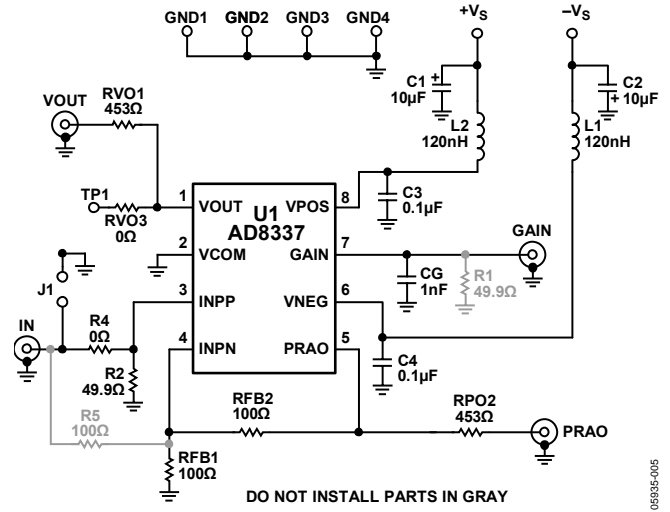 GND1 GND2 GND3 GND4
+VS
–VS
C1
10µF
+
C2
+ 10µF
L2
120nH
L1
120nH
VOUT
RVO1
453Ω
TP1
RVO3
0Ω
C3
0.1µF
1
VOUT
U1
AD8337
VPOS
8
2
VCOM
GAIN
7
3
INPP
VNEG
6
4
INPN
PRAO
5
GAIN
CG
1nF
R1
49.9Ω
J1
IN
R4
0Ω
R2
49.9Ω
C4
0.1µF
R5
100Ω
RFB2
100Ω
RPO2
453Ω
PRAO
RFB1
100Ω
DO NOT INSTALL PARTS IN GRAY
05935-005